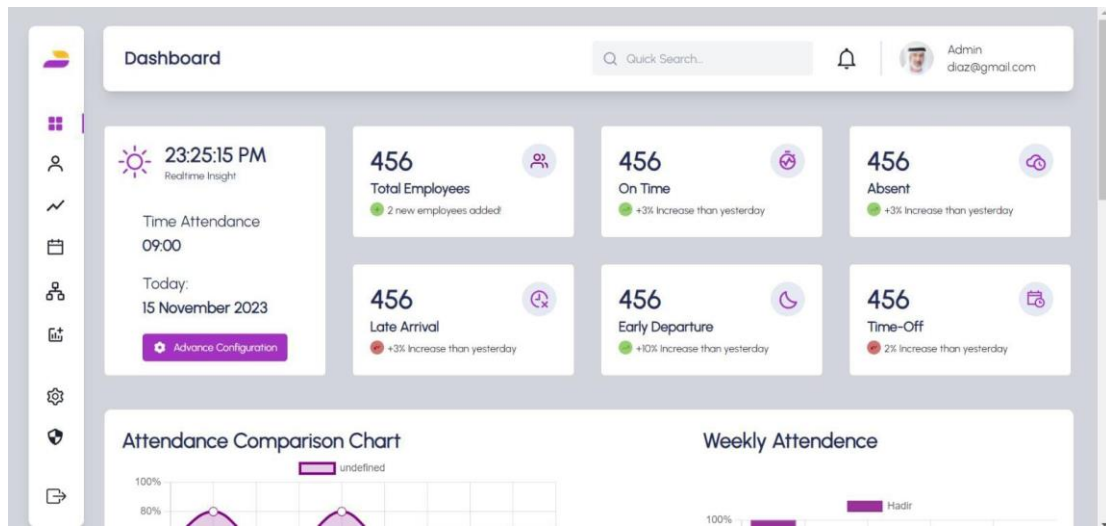 Dashboard
Quick Search...
Admin
diaz@gmail.com
23:25:15 PM
Realtime Insight
Time Attendance
09:00
Today:
15 November 2023
Advance Configuration
456
Total Employees
2 new employees added!
456
On Time
+3% Increase than yesterday
456
Absent
+3% Increase than yesterday
456
Late Arrival
+3% Increase than yesterday
456
Early Departure
+10% Increase than yesterday
456
Time-Off
2% Increase than yesterday
Attendance Comparison Chart
undefined
100%
80%
Weekly Attendence
Hadir
100%